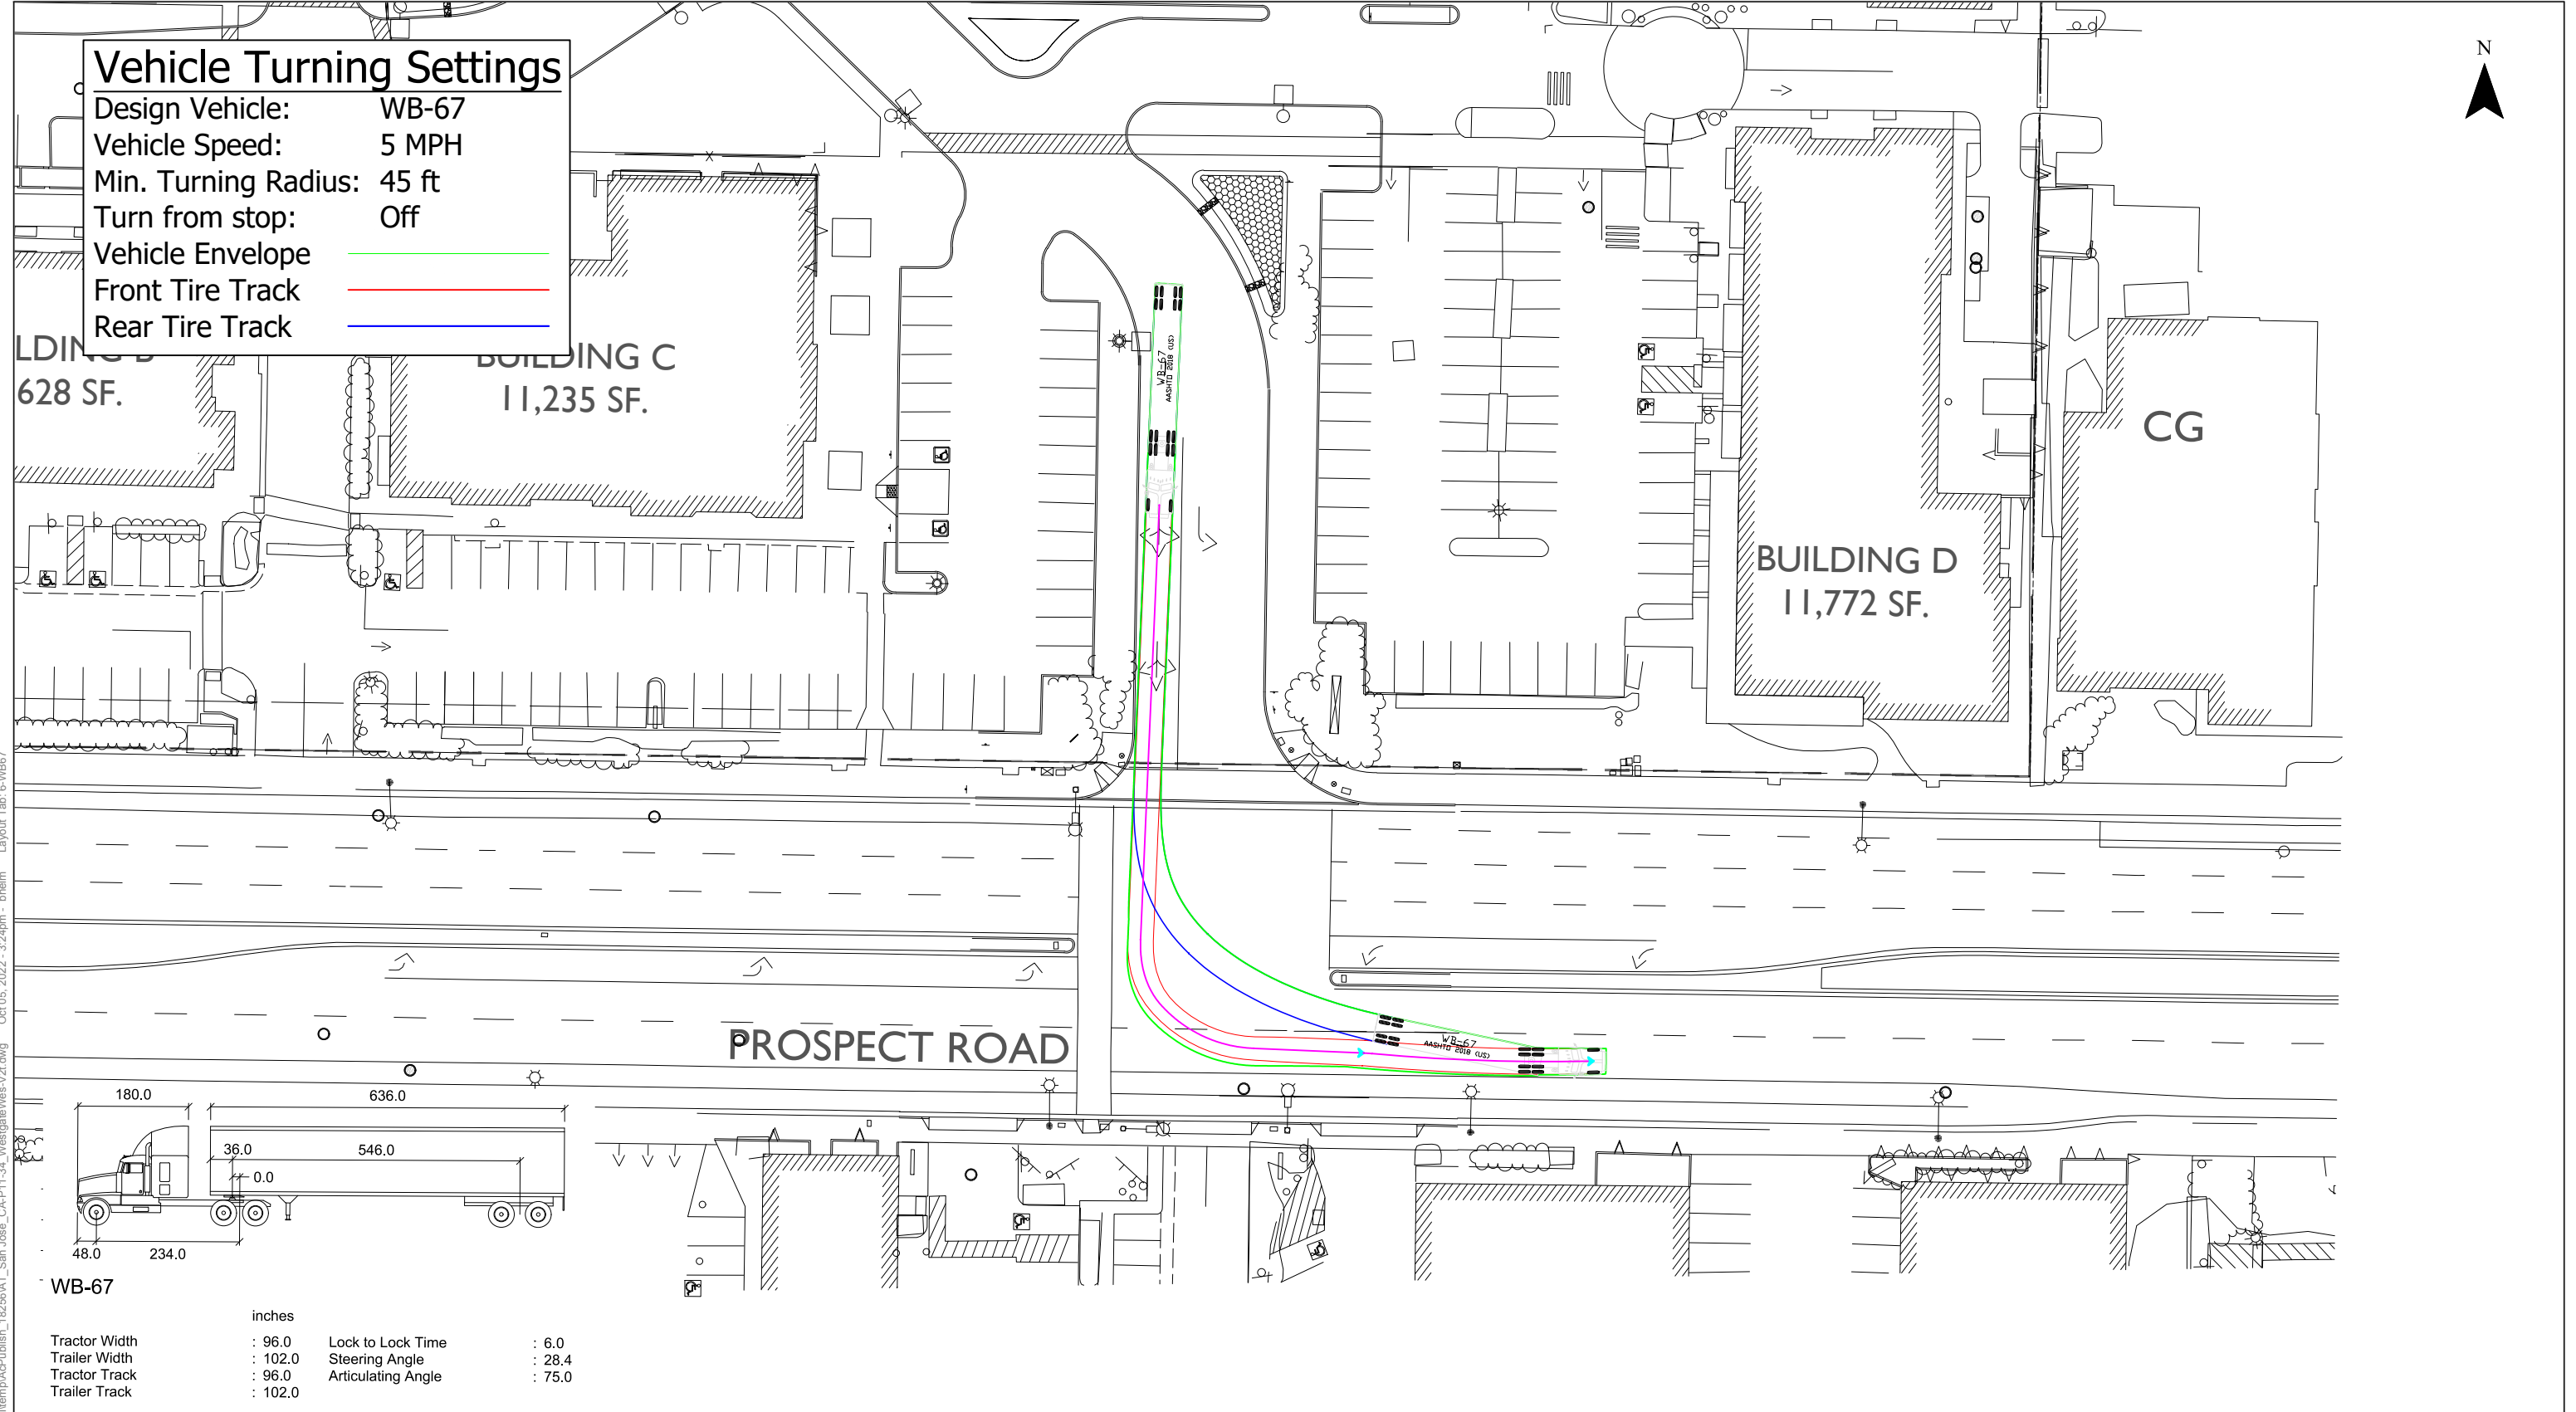 N
Vehicle Turning Settings
Design Vehicle: WB-67
Vehicle Speed: 5 MPH
Min. Turning Radius: 45 ft
Turn from stop: Off
Vehicle Envelope
Front Tire Track
Rear Tire Track
628 SF.
BUILDING C
11,235 SF.
WB-67
AASHTO 2018 (US)
CG
BUILDING D
11,772 SF.
PROSPECT ROAD
WB-67
AASHTO 2018 (US)
180.0
636.0
36.0
546.0
0.0
48.0
234.0
WB-67
inches
Tractor Width : 96.0 Lock to Lock Time : 6.0
Trailer Width : 102.0 Steering Angle : 28.4
Tractor Track : 96.0 Articulating Angle : 75.0
Trailer Track : 102.0